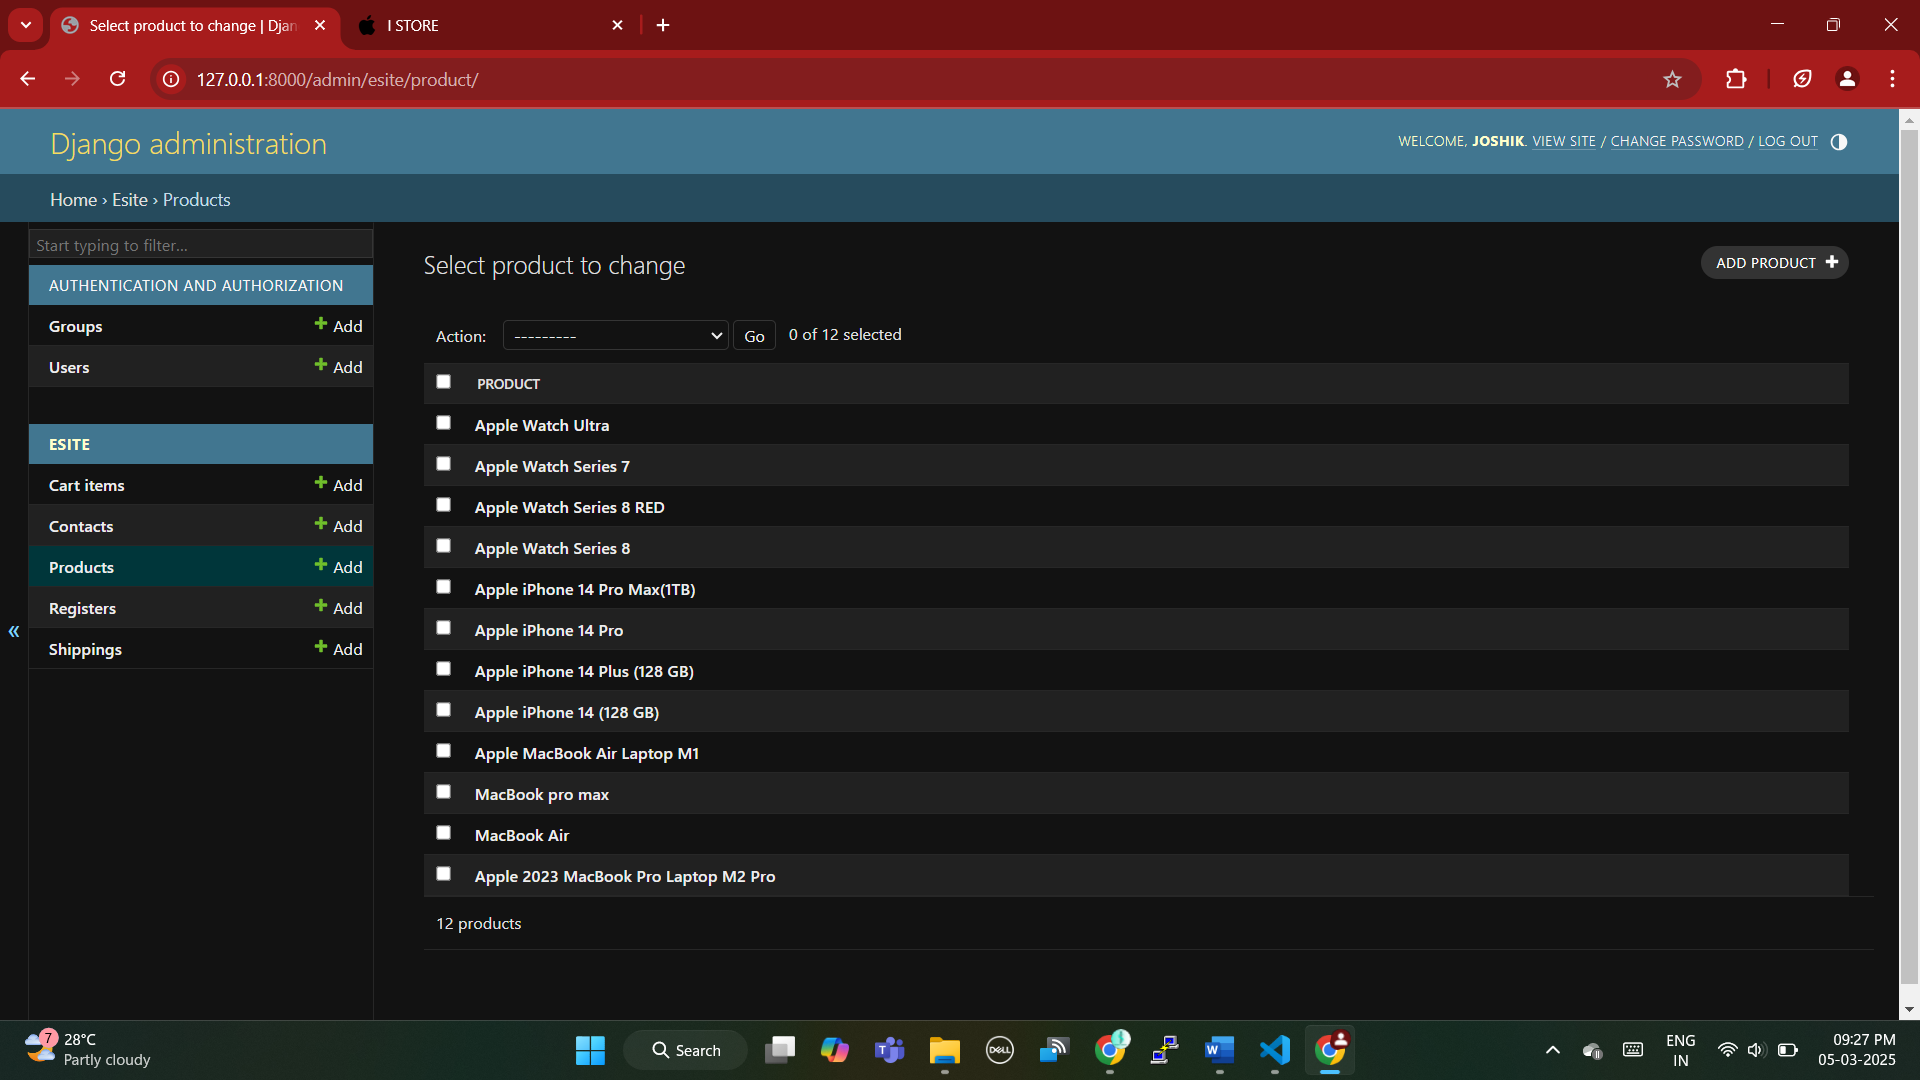 Select product to change | Djan
I STORE
127.0.0.1:8000/admin/esite/product/
Django administration
WELCOME, JOSHIK. VIEW SITE / CHANGE PASSWORD / LOG OUT
Home › Esite › Products
Start typing to filter...
AUTHENTICATION AND AUTHORIZATION
Groups + Add
Users + Add
ESITE
Cart items + Add
Contacts + Add
Products + Add
Registers + Add
Shippings + Add
«
Select product to change
ADD PRODUCT +
Action: --------- Go 0 of 12 selected
PRODUCT
Apple Watch Ultra
Apple Watch Series 7
Apple Watch Series 8 RED
Apple Watch Series 8
Apple iPhone 14 Pro Max(1TB)
Apple iPhone 14 Pro
Apple iPhone 14 Plus (128 GB)
Apple iPhone 14 (128 GB)
Apple MacBook Air Laptop M1
MacBook pro max
MacBook Air
Apple 2023 MacBook Pro Laptop M2 Pro
12 products
7
28°C
Partly cloudy
Search
DELL
ENG
IN
09:27 PM
05-03-2025